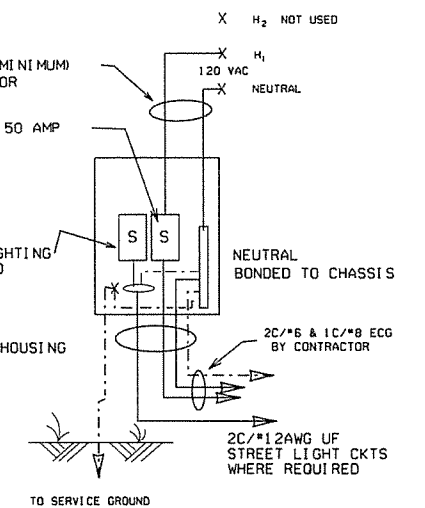 H2 NOT USED
MINIMUM)
H1
OR
120 VAC
NEUTRAL
50 AMP
S S
GHTING
NEUTRAL
BONDED TO CHASSIS
HOUSING
2C/#6 & 1C/#8 ECG
BY CONTRACTOR
2C/#12AWG UF
STREET LIGHT CKTS
WHERE REQUIRED
TO SERVICE GROUND